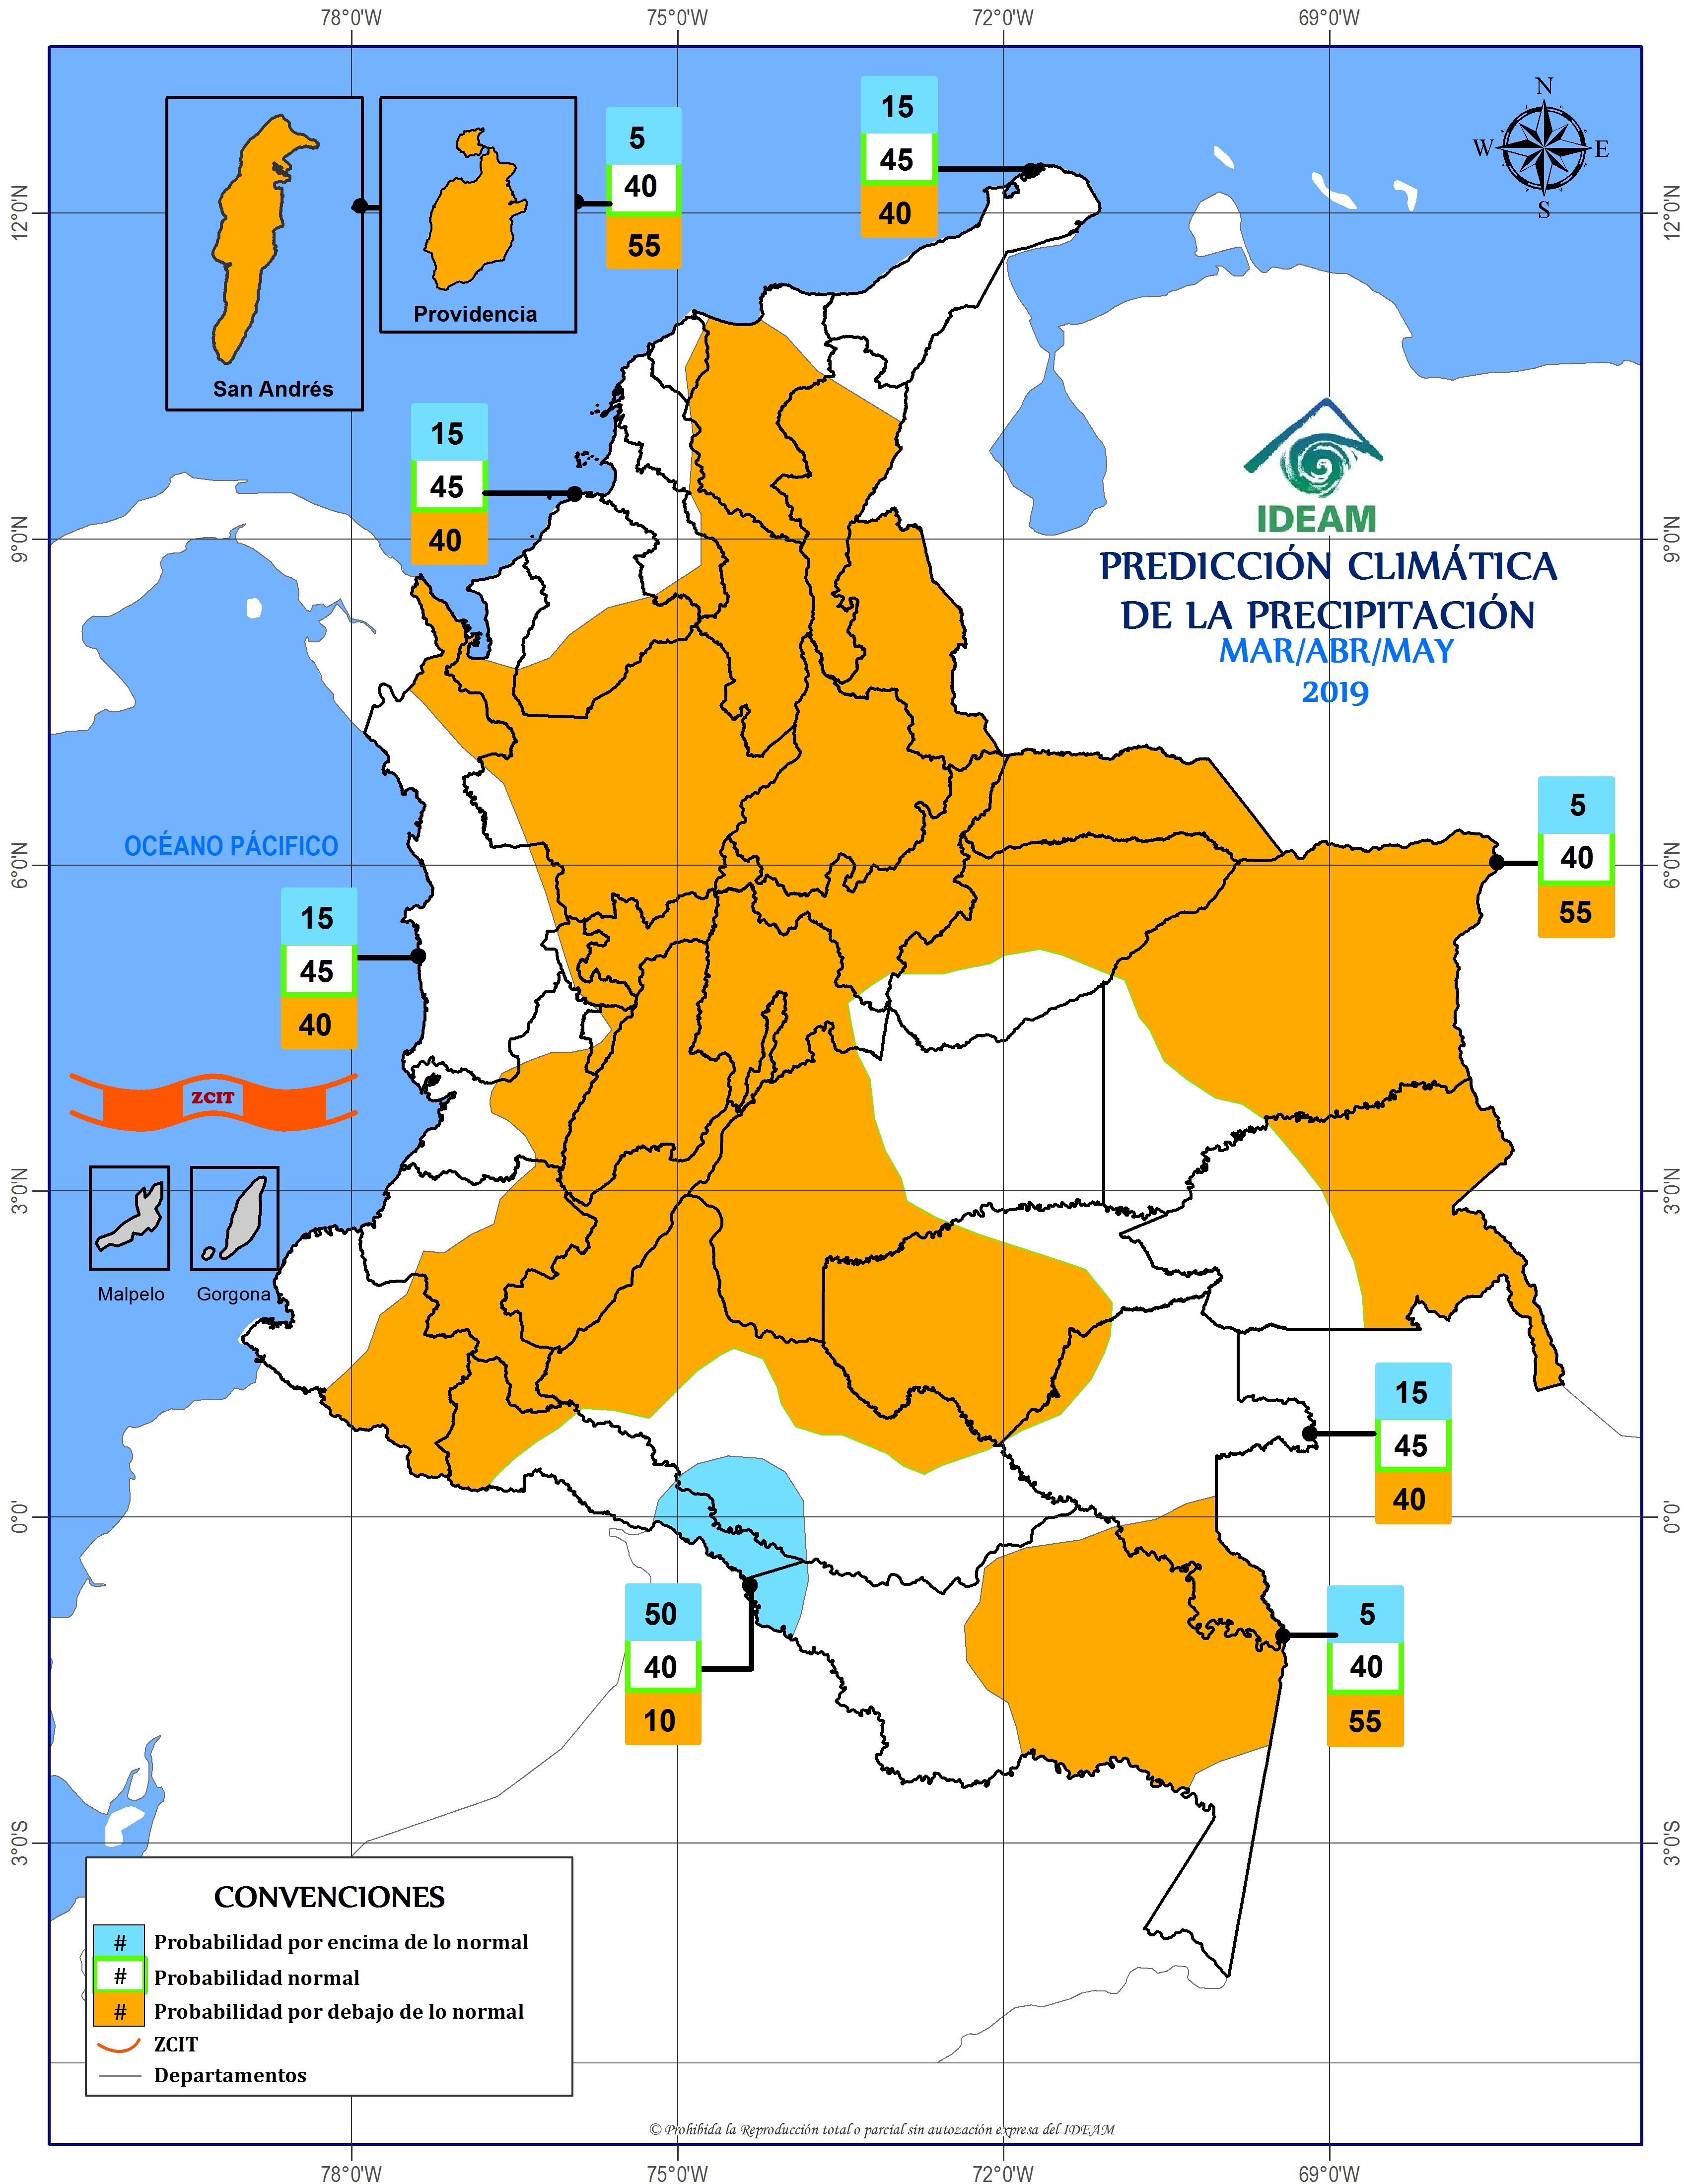 78°0'W
75°0'W
72°0'W
69°0'W
12°0'N
12°0'N
9°0'N
9°0'N
6°0'N
6°0'N
3°0'N
3°0'N
0°0'
0°0'
3°0'S
3°0'S
N
W
E
S
5
40
55
Providencia
San Andrés
15
45
40
15
45
40
IDEAM
PREDICCIÓN CLIMÁTICA
DE LA PRECIPITACIÓN
MAR/ABR/MAY
2019
OCÉANO PÁCIFICO
5
40
55
15
45
40
ZCIT
Malpelo
Gorgona
15
45
40
50
40
10
5
40
55
CONVENCIONES
# Probabilidad por encima de lo normal
# Probabilidad normal
# Probabilidad por debajo de lo normal
ZCIT
Departamentos
© Prohibida la Reproducción total o parcial sin autozación expresa del IDEAM
78°0'W
75°0'W
72°0'W
69°0'W